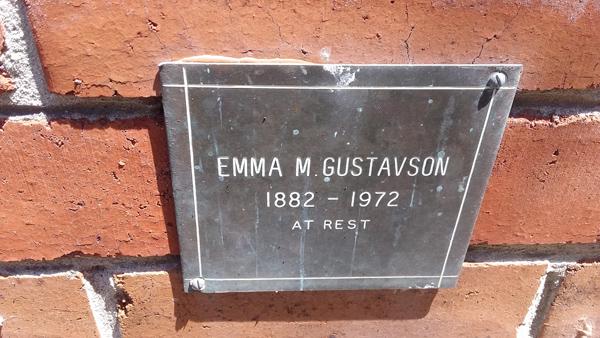 EMMA M. GUSTAVSON
1882 - 1972
AT REST